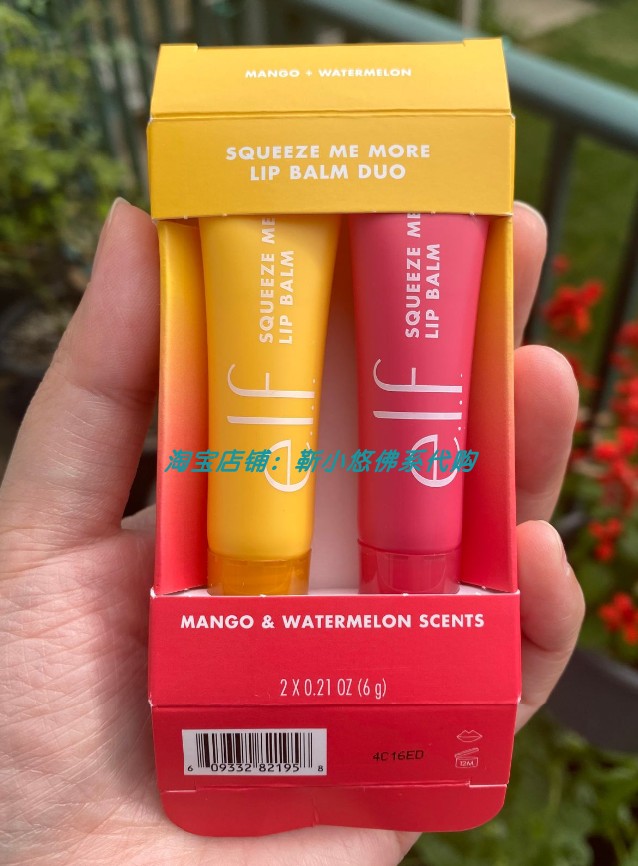 MANGO + WATERMELON
SQUEEZE ME MORE
LIP BALM DUO
SQUEEZE ME
LIP BALM
e.l.f.
SQUEEZE ME
LIP BALM
e.l.f.
淘宝店铺：靳小悠佛系代购
MANGO & WATERMELON SCENTS
2 X 0.21 OZ (6 g)
6 09332 82195 8
4C16ED
12M